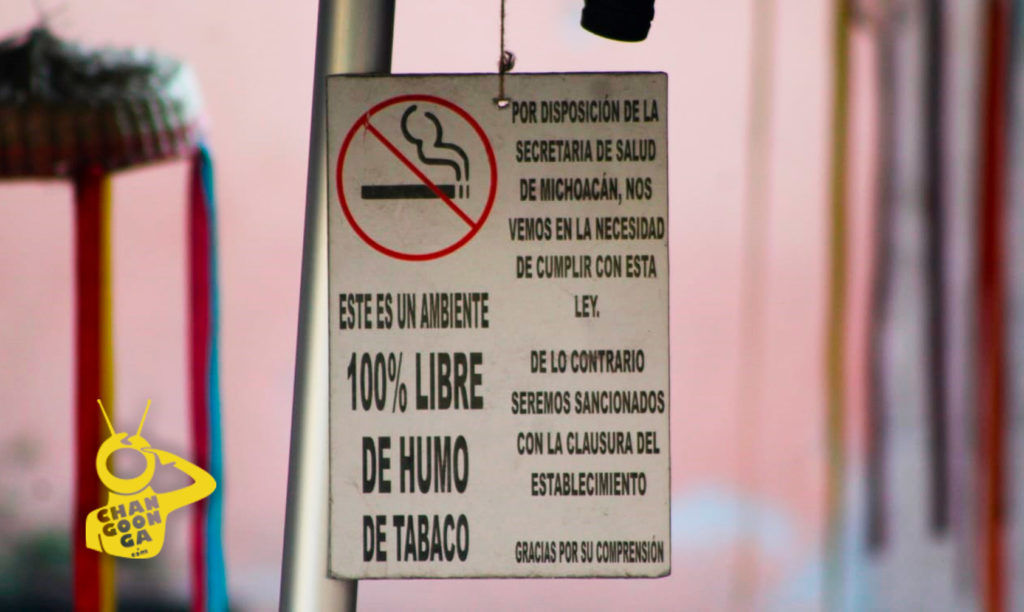 ESTE ES UN AMBIENTE
100% LIBRE
DE HUMO
DE TABACO
POR DISPOSICIÓN DE LA
SECRETARIA DE SALUD
DE MICHOACÁN, NOS
VEMOS EN LA NECESIDAD
DE CUMPLIR CON ESTA
LEY.
DE LO CONTRARIO
SEREMOS SANCIONADOS
CON LA CLAUSURA DEL
ESTABLECIMIENTO
GRACIAS POR SU COMPRENSIÓN
CHAN
GOON
GA
.com